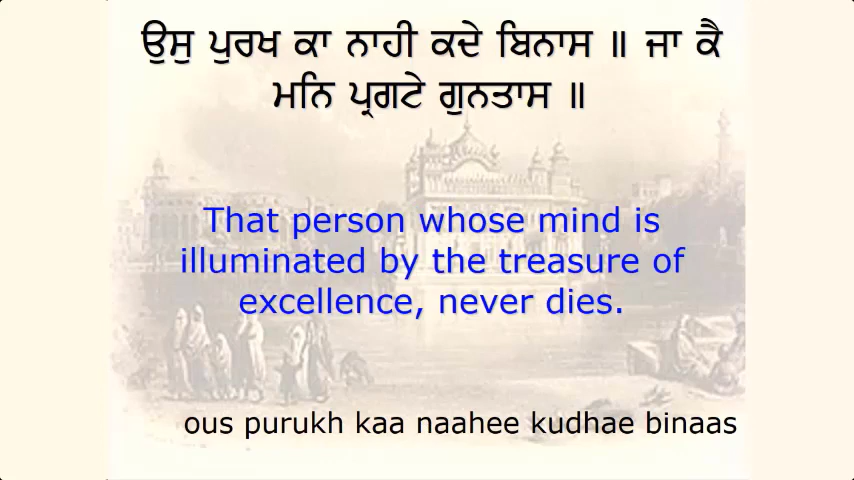 ਉਸੁ ਪੁਰਖ ਕਾ ਨਾਹੀ ਕਦੇ ਬਿਨਾਸ ॥ ਜਾ ਕੈ
ਮਨਿ ਪ੍ਰਗਟੇ ਗੁਨਤਾਸ ॥
That person whose mind is
illuminated by the treasure of
excellence, never dies.
ous purukh kaa naahee kudhae binaas